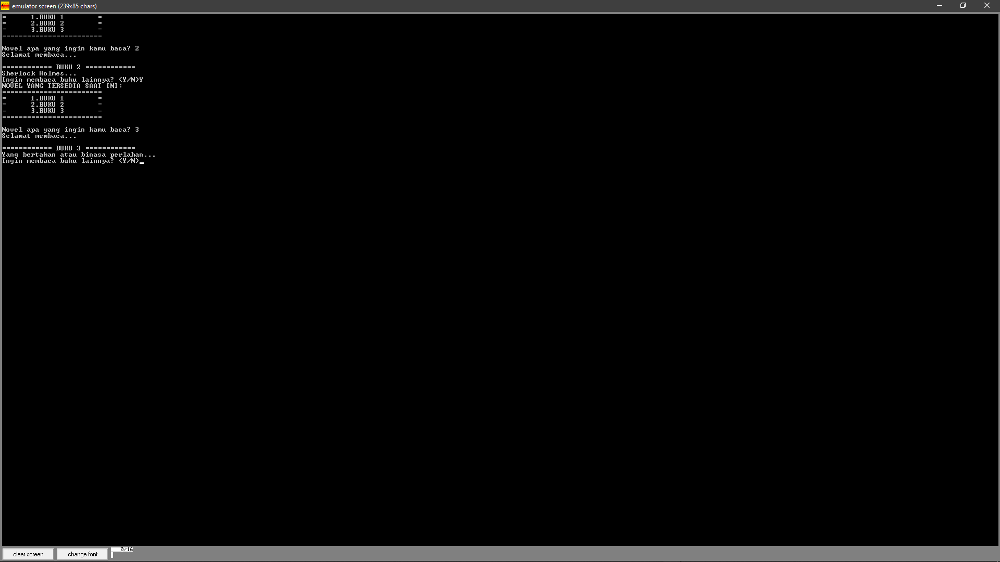 emulator screen (239x85 chars)
=      1.BUKU 1        =
=      2.BUKU 2        =
=      3.BUKU 3        =
========================
Novel apa yang ingin kamu baca? 2
Selamat membaca...
============ BUKU 2 ============
Sherlock Holmes...
Ingin membaca buku lainnya? (Y/N)Y
NOVEL YANG TERSEDIA SAAT INI:
========================
=      1.BUKU 1        =
=      2.BUKU 2        =
=      3.BUKU 3        =
========================
Novel apa yang ingin kamu baca? 3
Selamat membaca...
============ BUKU 3 ============
Yang bertahan atau binasa perlahan...
Ingin membaca buku lainnya? (Y/N)
clear screen change font 0/16